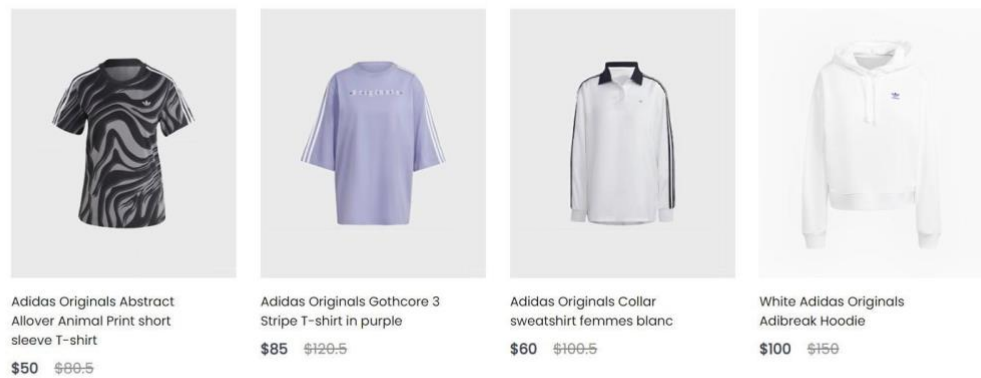 Adidas Originals Abstract
Allover Animal Print short
sleeve T-shirt
$50 $80.5
originals
Adidas Originals Gothcore 3
Stripe T-shirt in purple
$85 $120.5
Adidas Originals Collar
sweatshirt femmes blanc
$60 $100.5
White Adidas Originals
Adibreak Hoodie
$100 $150